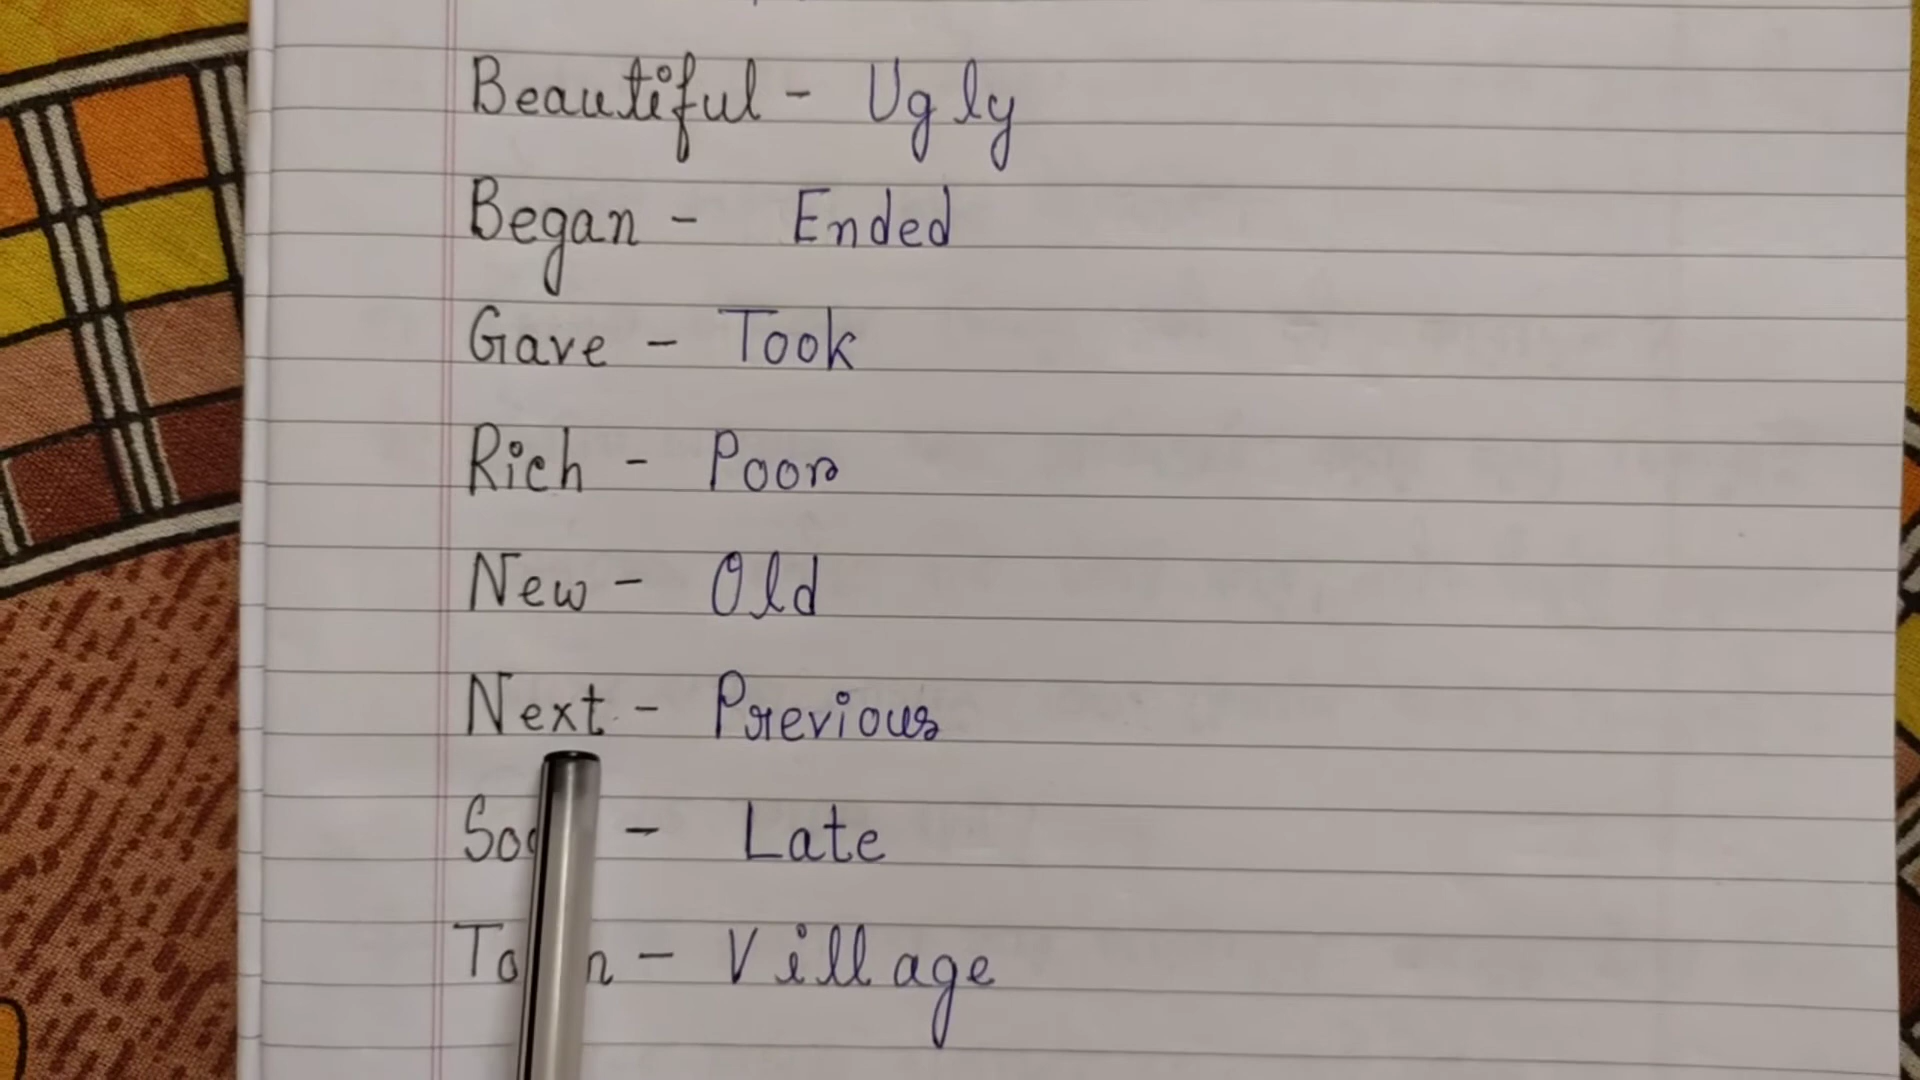 Beautiful - Ugly
Began - Ended
Gave - Took
Rich - Poor
New - Old
Next - Previous
- Late
- Village